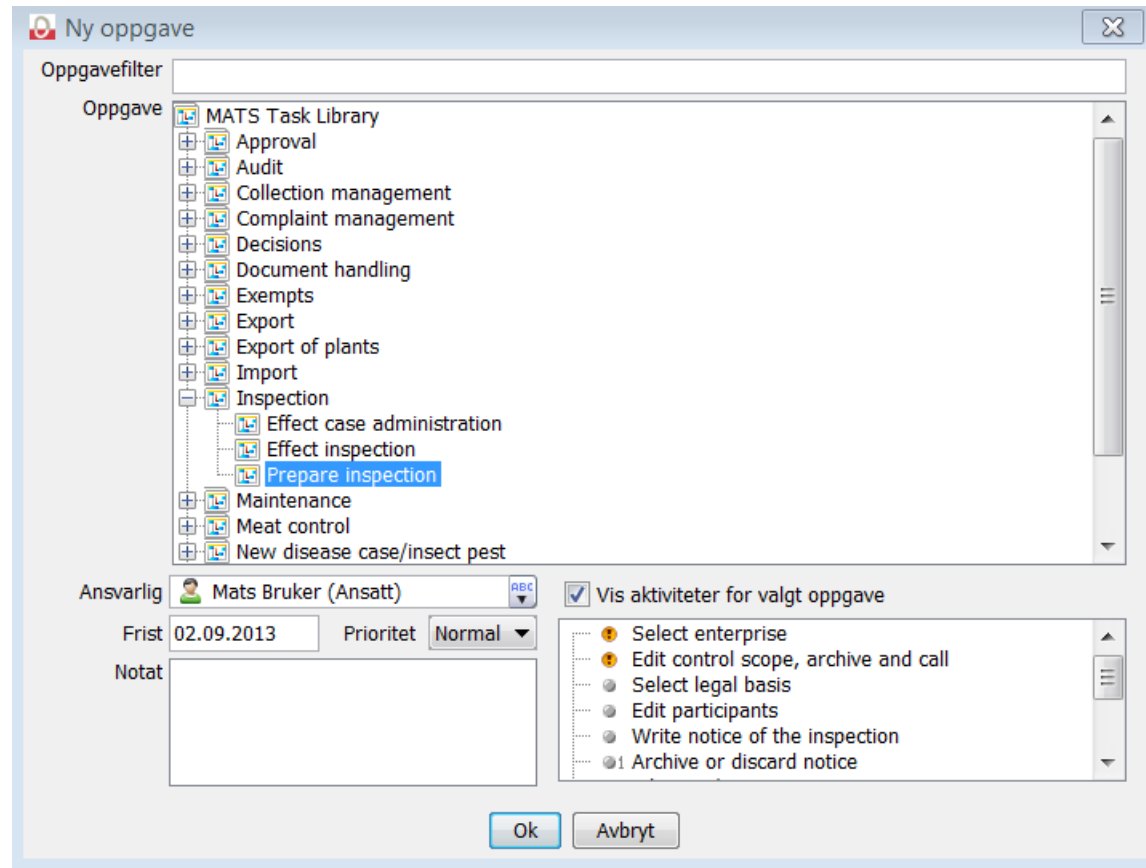 Ny oppgave
Oppgavefilter
Oppgave
MATS Task Library
Approval
Audit
Collection management
Complaint management
Decisions
Document handling
Exempts
Export
Export of plants
Import
Inspection
Effect case administration
Effect inspection
Prepare inspection
Maintenance
Meat control
New disease case/insect pest
Ansvarlig Mats Bruker (Ansatt) ABC
Vis aktiviteter for valgt oppgave
Frist 02.09.2013 Prioritet Normal
Notat
Select enterprise
Edit control scope, archive and call
Select legal basis
Edit participants
Write notice of the inspection
1 Archive or discard notice
Ok Avbryt